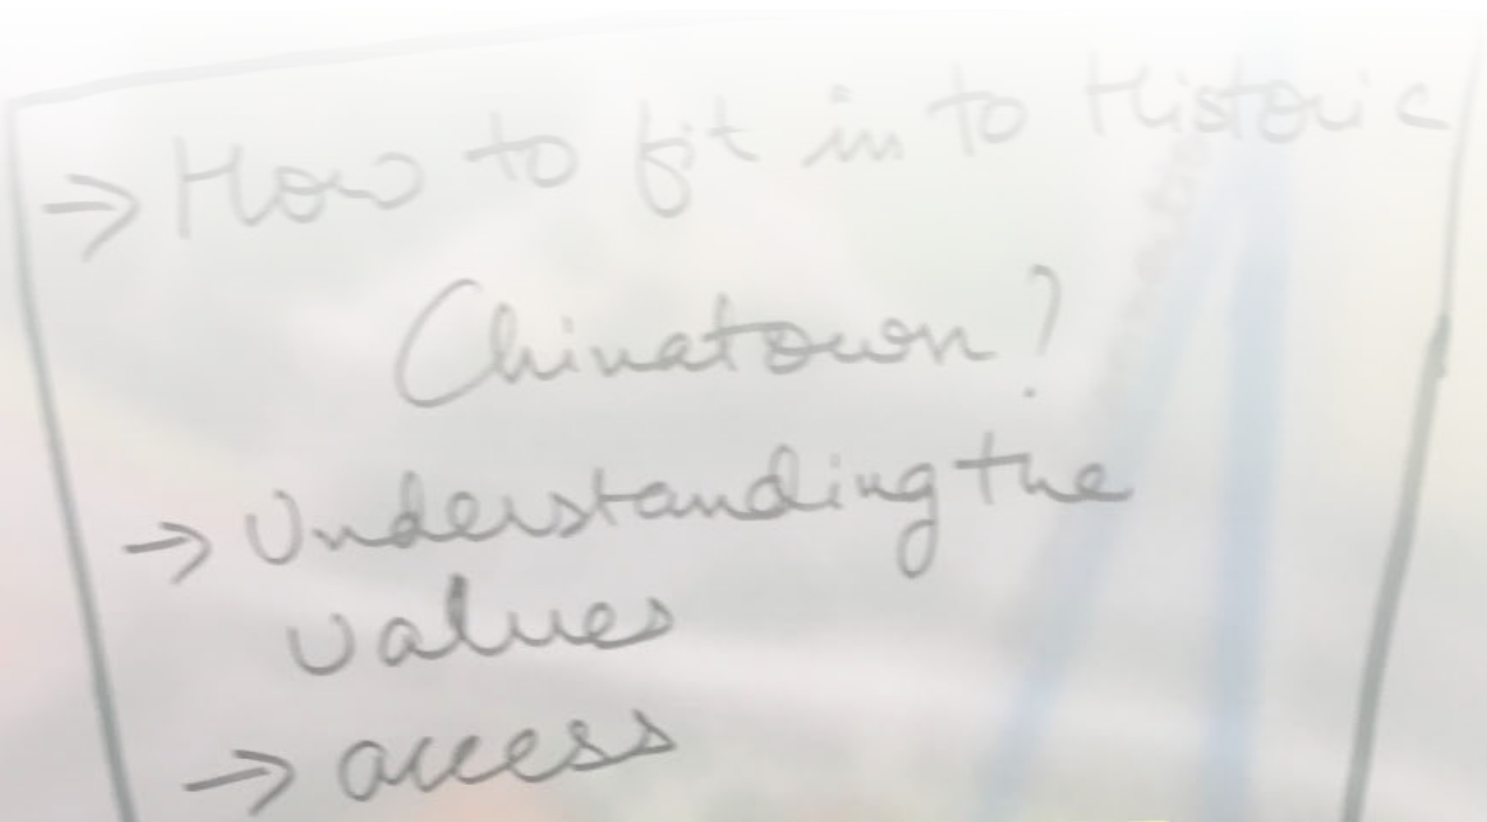 → How to fit in to Historic
Chinatown?
→ Understanding the
values
→ access